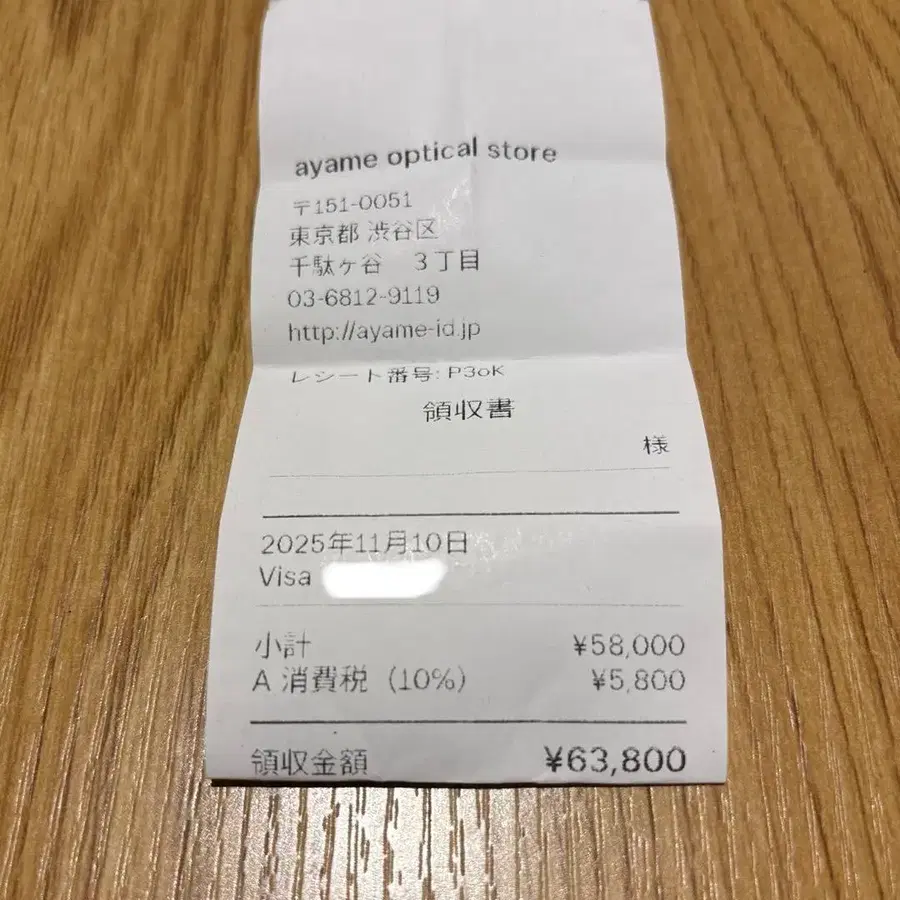 ayame optical store
〒151-0051
東京都 渋谷区
千駄ヶ谷　3丁目
03-6812-9119
http://ayame-id.jp
レシート番号: P3oK
領収書
様
2025年11月10日
Visa
小計 ¥58,000
A 消費税 (10%) ¥5,800
領収金額 ¥63,800